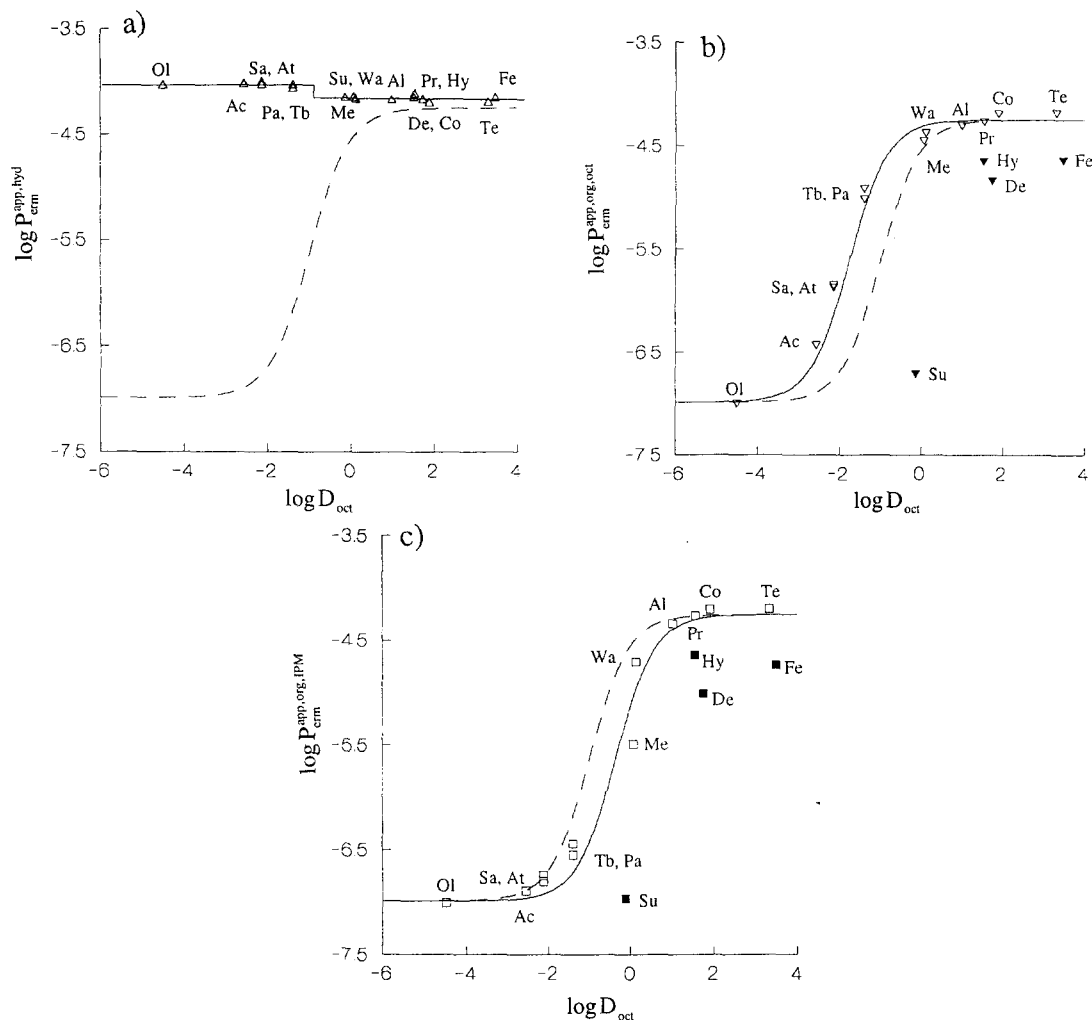 a)
-3.5
-4.5
-5.5
-6.5
-7.5
log P_erm^app,hyd
Ol
Sa, At
Su, Wa
Al
Pr, Hy
Fe
Ac
Pa, Tb
Me
De, Co
Te
-6
-4
-2
0
2
4
log D_oct
b)
-3.5
-4.5
-5.5
-6.5
-7.5
log P_erm^app,org,oct
Wa
Al
Co
Te
Me
Pr
Hy
Fe
De
Tb, Pa
Sa, At
Ac
Su
Ol
-6
-4
-2
0
2
4
log D_oct
c)
-3.5
-4.5
-5.5
-6.5
-7.5
log P_erm^app,org,IPM
Al
Co
Te
Pr
Wa
Hy
Fe
De
Me
Tb, Pa
Sa, At
Ol
Su
Ac
-6
-4
-2
0
2
4
log D_oct